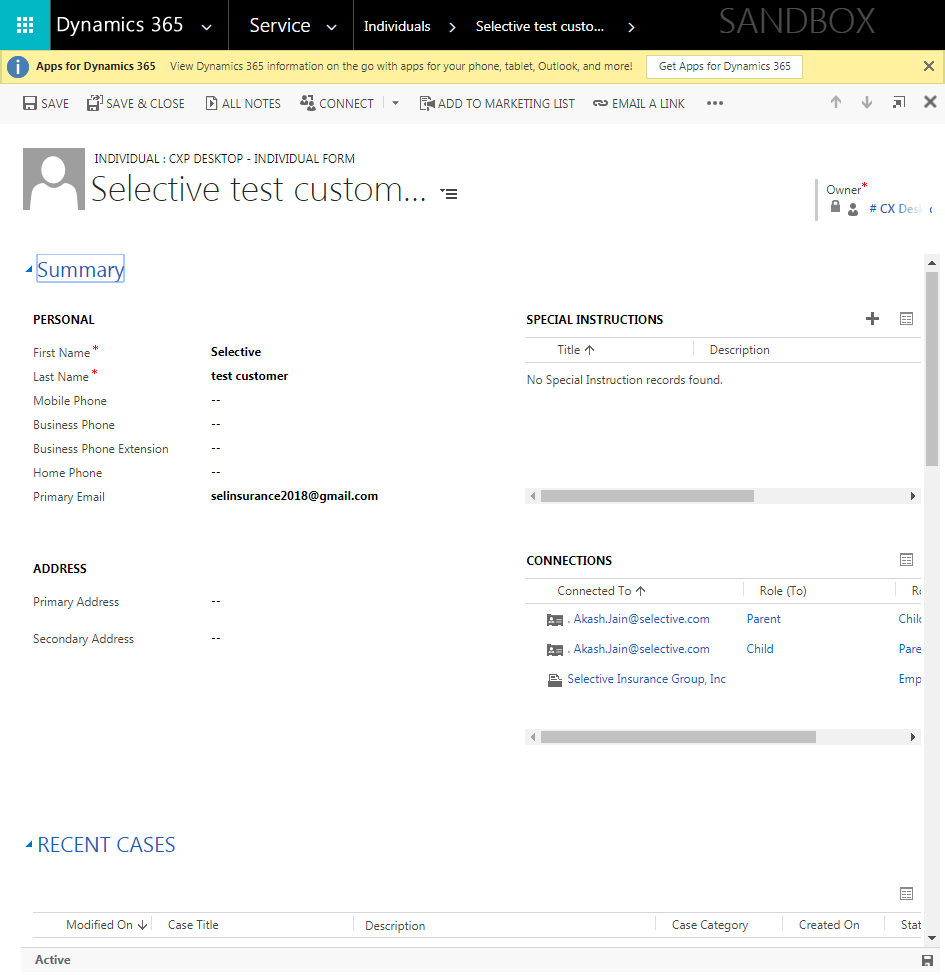 Dynamics 365 Service Individuals Selective test custo... SANDBOX
Apps for Dynamics 365 View Dynamics 365 information on the go with apps for your phone, tablet, Outlook, and more! Get Apps for Dynamics 365
SAVE SAVE & CLOSE ALL NOTES CONNECT ADD TO MARKETING LIST EMAIL A LINK •••
INDIVIDUAL : CXP DESKTOP - INDIVIDUAL FORM
Selective test custom...
Owner*
# CX Des
Summary
PERSONAL
First Name* Selective
Last Name* test customer
Mobile Phone --
Business Phone --
Business Phone Extension --
Home Phone --
Primary Email selinsurance2018@gmail.com
SPECIAL INSTRUCTIONS
Title Description
No Special Instruction records found.
ADDRESS
Primary Address --
Secondary Address --
CONNECTIONS
Connected To Role (To)
. Akash.Jain@selective.com Parent Chil
. Akash.Jain@selective.com Child Pare
Selective Insurance Group, Inc Emp
RECENT CASES
Modified On Case Title Description Case Category Created On Stat
Active